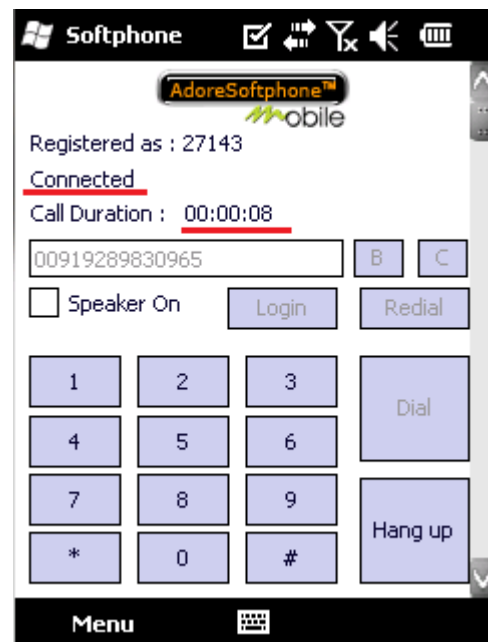 Softphone
AdoreSoftphone™
mobile
Registered as : 27143
Connected
Call Duration : 00:00:08
00919289830965 B C
Speaker On Login Redial
1 2 3
Dial
4 5 6
7 8 9
Hang up
* 0 #
Menu